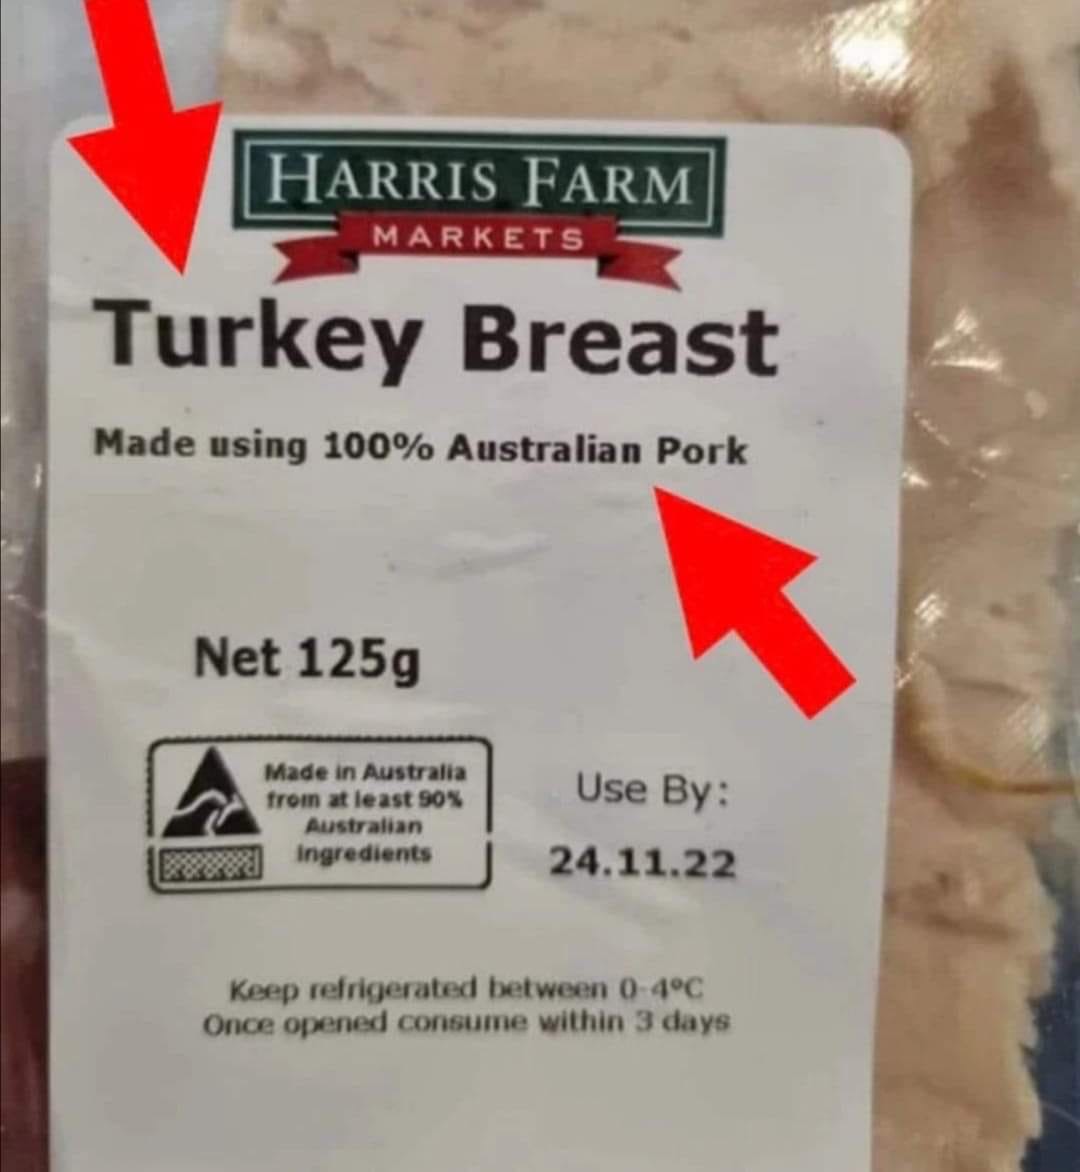 HARRIS FARM
MARKETS
Turkey Breast
Made using 100% Australian Pork
Net 125g
Made in Australia
from at least 90%
Australian
ingredients
Use By:
24.11.22
Keep refrigerated between 0-4°C
Once opened consume within 3 days